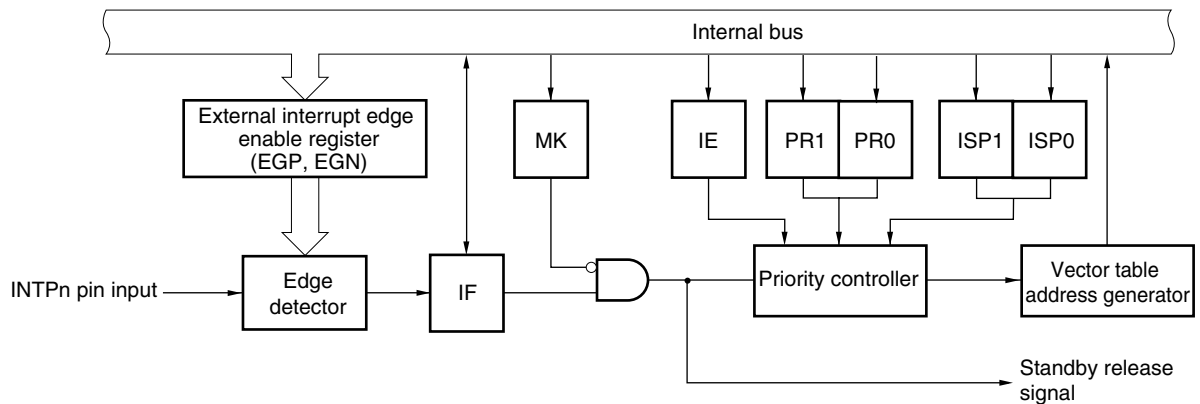 Internal bus
External interrupt edge
enable register
(EGP, EGN)
MK
IE
PR1
PR0
ISP1
ISP0
INTPn pin input
Edge
detector
IF
Priority controller
Vector table
address generator
Standby release
signal